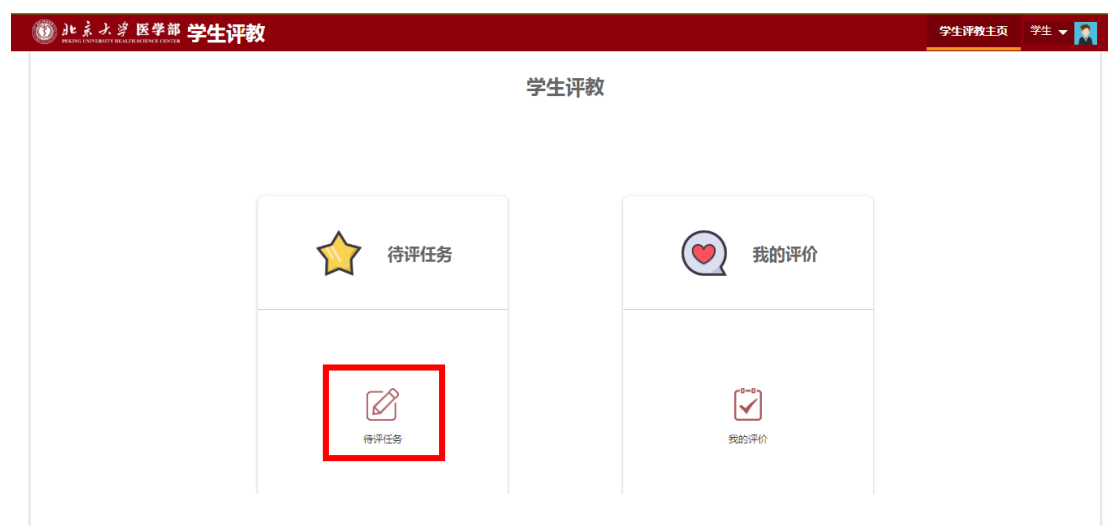 北京大学 医学部 学生评教
PEKING UNIVERSITY HEALTH SCIENCE CENTER
学生评教主页 学生
学生评教
待评任务
我的评价
待评任务
我的评价